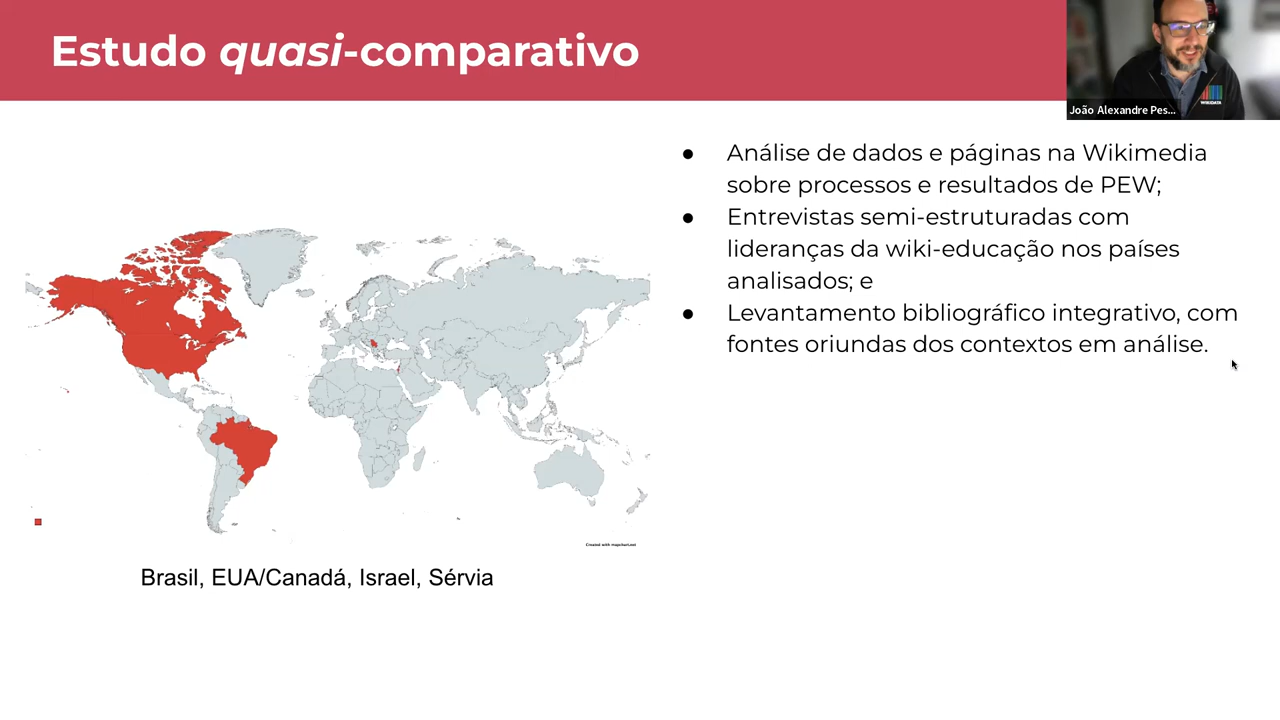 Estudo quasi-comparativo
João Alexandre Pes...
WIKIDATA
● Análise de dados e páginas na Wikimedia
sobre processos e resultados de PEW;
● Entrevistas semi-estruturadas com
lideranças da wiki-educação nos países
analisados; e
● Levantamento bibliográfico integrativo, com
fontes oriundas dos contextos em análise.
Created with mapchart.net
Brasil, EUA/Canadá, Israel, Sérvia